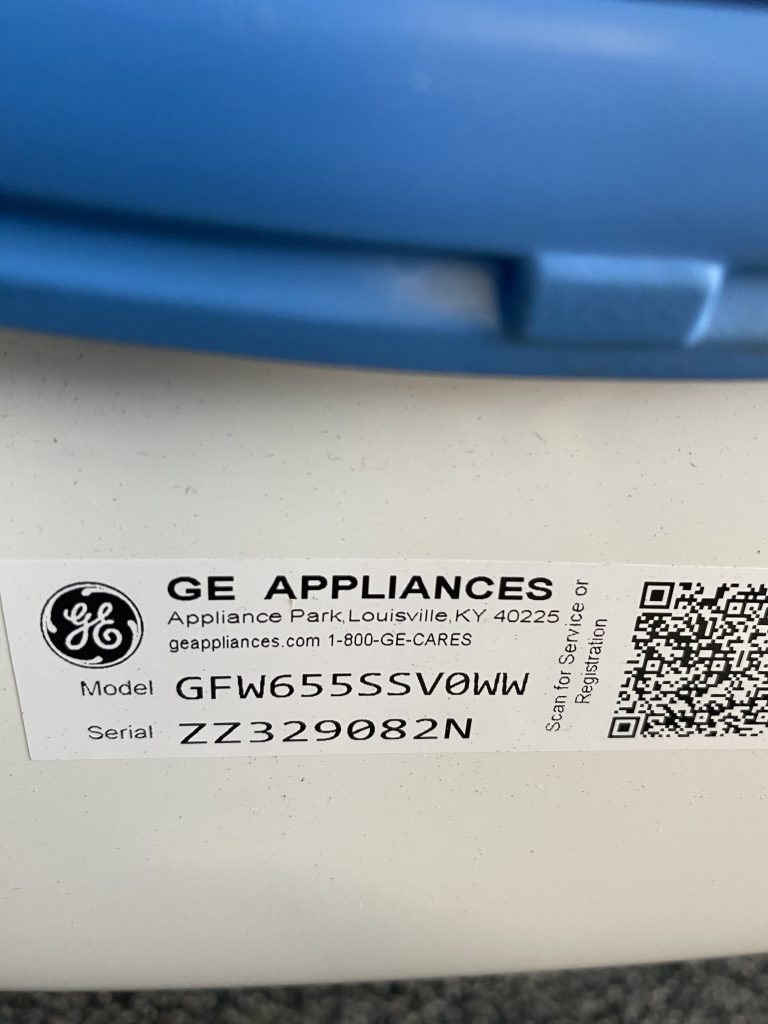 GE
GE APPLIANCES
Appliance Park, Louisville, KY 40225
geappliances.com 1-800-GE-CARES
Model GFW655SSV0WW
Serial ZZ329082N
Scan for Service or
Registration